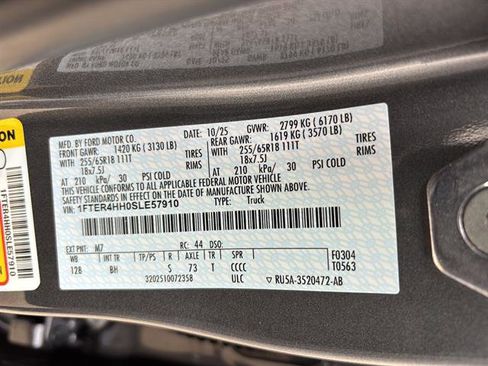 MFD. BY FORD MOTOR CO.
DATE: 10/25 GVWR: 2799 KG ( 6170 LB)
FRONT GAWR: 1420 KG ( 3130 LB) REAR GAWR: 1619 KG ( 3570 LB)
WITH 255/65R18 111T TIRES WITH 255/65R18 111T TIRES
18x7.5J RIMS 18x7.5J RIMS
AT 210 kPa/ 30 PSI COLD AT 210 kPa/ 30 PSI COLD
THIS VEHICLE CONFORMS TO ALL APPLICABLE FEDERAL MOTOR VEHICLE
SAFETY STANDARDS IN EFFECT ON THE DATE OF MANUFACTURE SHOWN ABOVE.
VIN: 1FTER4HH0SLE57910 TYPE: Truck
EXT PNT: M7 RC: 44 DSO:
WB INT TR TP/PS R AXLE TR SPR F0304
128 BH S 73 T CCCC T0563
3202510072358 ULC RU5A-3520472-AB
1FTER4HH0SLE57910